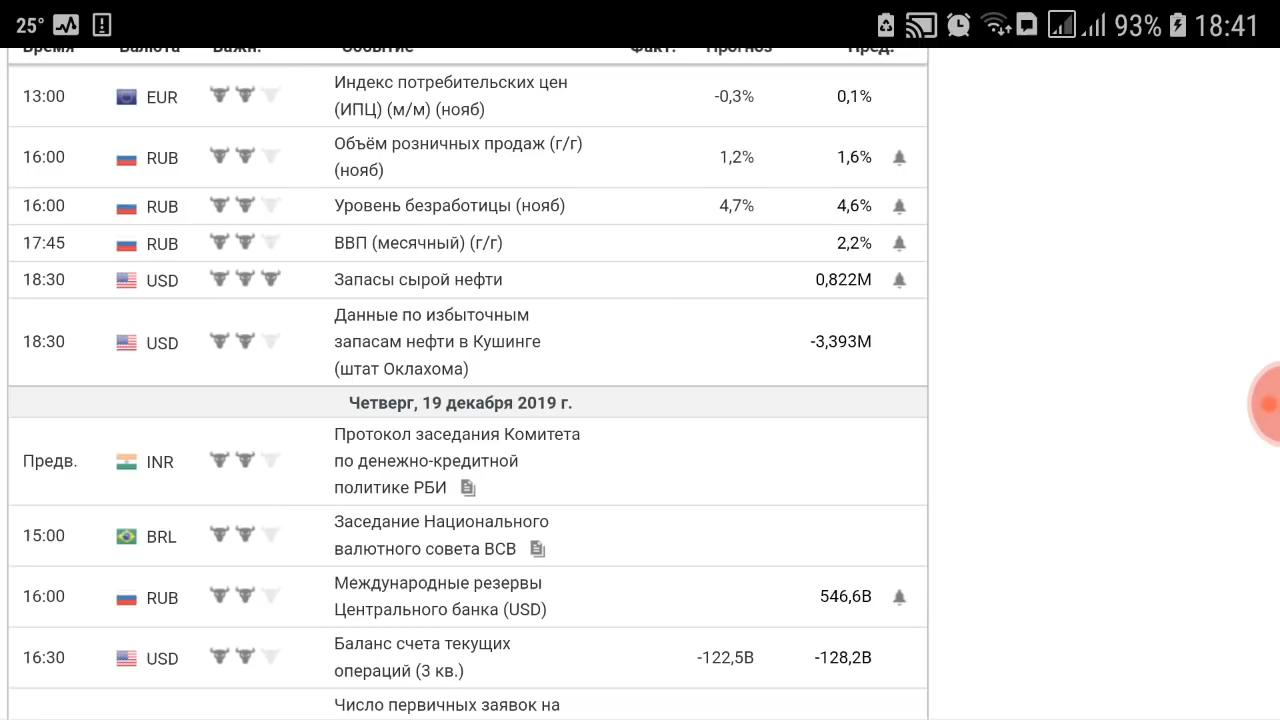 25° 93% 18:41
Время Валюта Важн. Событие Факт. Прогноз Пред.
13:00 EUR Индекс потребительских цен -0,3% 0,1%
(ИПЦ) (м/м) (нояб)
16:00 RUB Объём розничных продаж (г/г) 1,2% 1,6%
(нояб)
16:00 RUB Уровень безработицы (нояб) 4,7% 4,6%
17:45 RUB ВВП (месячный) (г/г) 2,2%
18:30 USD Запасы сырой нефти 0,822M
Данные по избыточным
18:30 USD запасам нефти в Кушинге -3,393M
(штат Оклахома)
Четверг, 19 декабря 2019 г.
Протокол заседания Комитета
Предв. INR по денежно-кредитной
политике РБИ
15:00 BRL Заседание Национального
валютного совета ВСВ
16:00 RUB Международные резервы 546,6B
Центрального банка (USD)
16:30 USD Баланс счета текущих -122,5B -128,2B
операций (3 кв.)
Число первичных заявок на